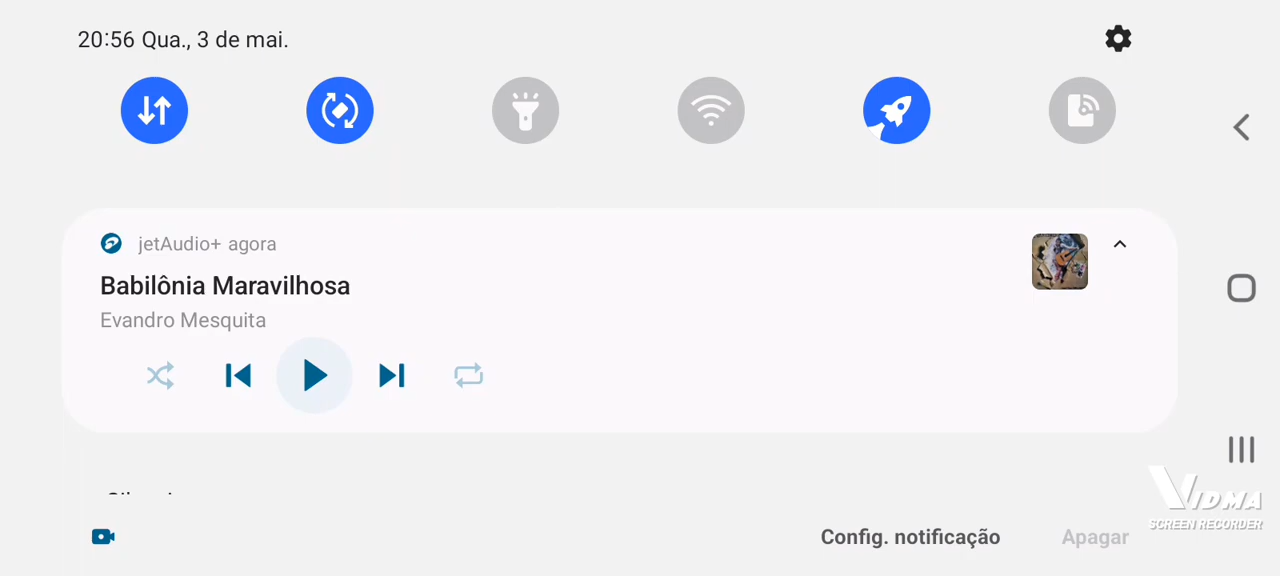 20:56 Qua., 3 de mai.
jetAudio+ agora
Babilônia Maravilhosa
Evandro Mesquita
Config. notificação
Apagar
VIDMA
SCREEN RECORDER